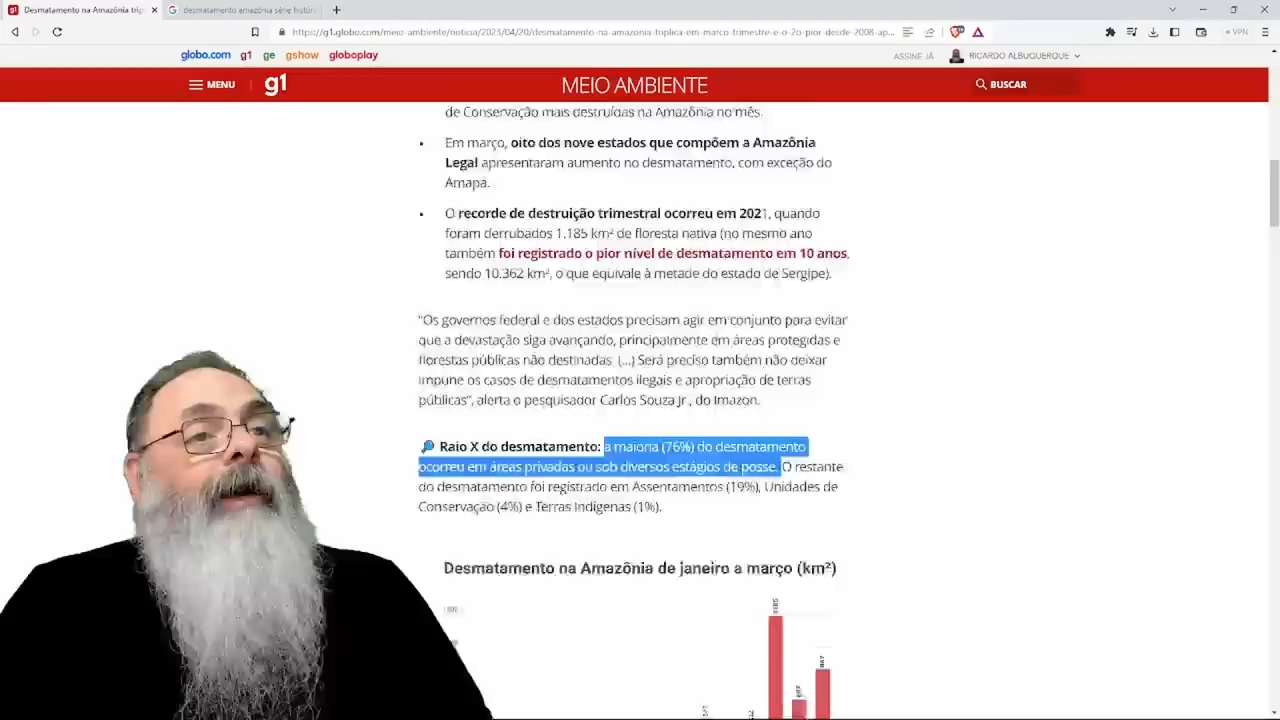 Desmatamento na Amazônia trip
desmatamento amazônia série histór
https://g1.globo.com/meio-ambiente/noticia/2023/04/20/desmatamento-na-amazonia-triplica-em-marco-trimestre-e-o-2o-pior-desde-2008-ap...
VPN
globo.com g1 ge gshow globoplay
ASSINE JÁ
RICARDO ALBUQUERQUE
MENU
g1
MEIO AMBIENTE
BUSCAR
de Conservação mais destruídas na Amazônia no mês.
• Em março, oito dos nove estados que compõem a Amazônia
Legal apresentaram aumento no desmatamento, com exceção do
Amapá.
• O recorde de destruição trimestral ocorreu em 2021, quando
foram derrubados 1.185 km² de floresta nativa (no mesmo ano
também foi registrado o pior nível de desmatamento em 10 anos,
sendo 10.362 km², o que equivale à metade do estado de Sergipe).
"Os governos federal e dos estados precisam agir em conjunto para evitar
que a devastação siga avançando, principalmente em áreas protegidas e
florestas públicas não destinadas. (...) Será preciso também não deixar
impune os casos de desmatamentos ilegais e apropriação de terras
públicas", alerta o pesquisador Carlos Souza Jr., do Imazon.
Raio X do desmatamento: a maioria (76%) do desmatamento
ocorreu em áreas privadas ou sob diversos estágios de posse. O restante
do desmatamento foi registrado em Assentamentos (19%), Unidades de
Conservação (4%) e Terras Indígenas (1%).
Desmatamento na Amazônia de janeiro a março (km²)